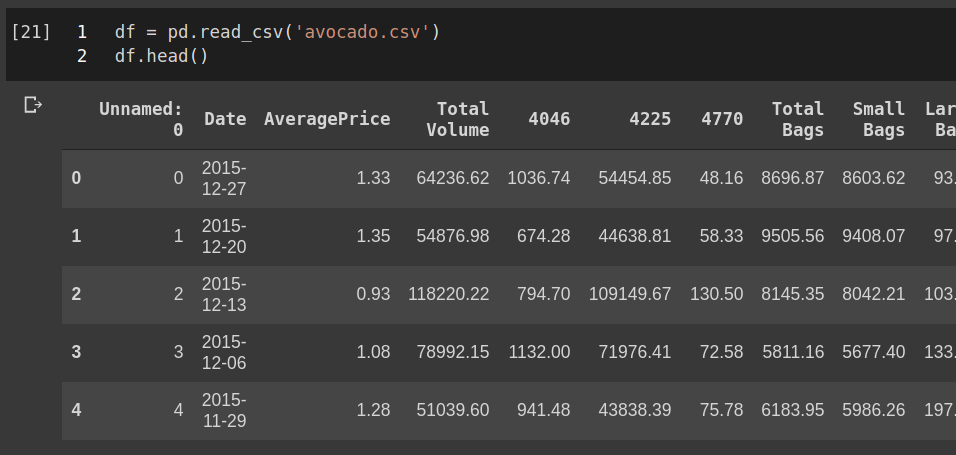 [21] 1 df = pd.read_csv('avocado.csv')
2 df.head()
Unnamed: 0 Date AveragePrice Total Volume 4046 4225 4770 Total Bags Small Bags Lar Ba
0 0 2015-12-27 1.33 64236.62 1036.74 54454.85 48.16 8696.87 8603.62 93.
1 1 2015-12-20 1.35 54876.98 674.28 44638.81 58.33 9505.56 9408.07 97.
2 2 2015-12-13 0.93 118220.22 794.70 109149.67 130.50 8145.35 8042.21 103.
3 3 2015-12-06 1.08 78992.15 1132.00 71976.41 72.58 5811.16 5677.40 133.
4 4 2015-11-29 1.28 51039.60 941.48 43838.39 75.78 6183.95 5986.26 197.